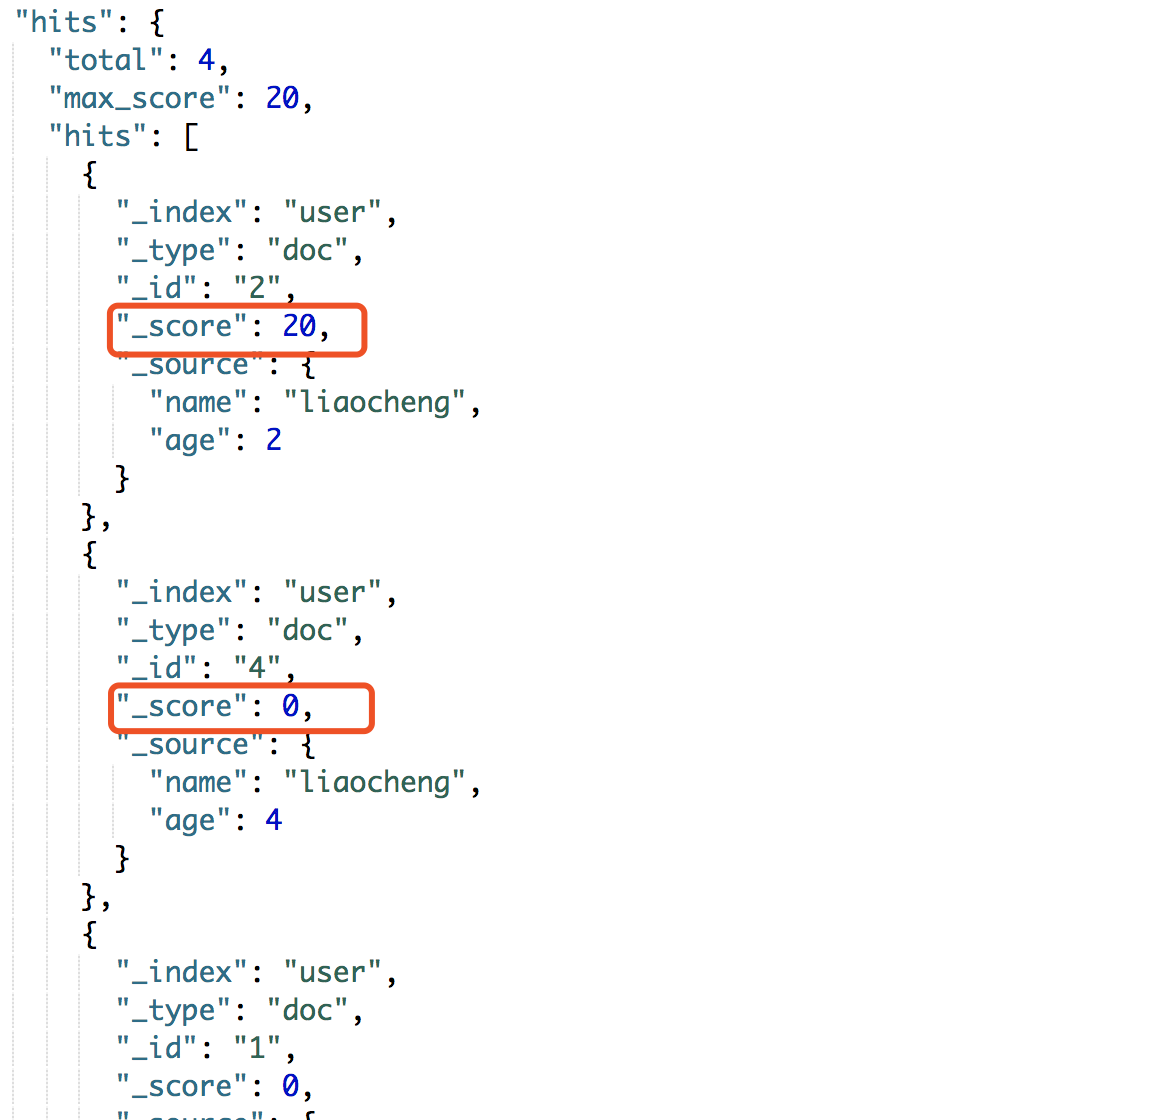 "hits": {
"total": 4,
"max_score": 20,
"hits": [
{
"_index": "user",
"_type": "doc",
"_id": "2",
"_score": 20,
"_source": {
"name": "liaocheng",
"age": 2
}
},
{
"_index": "user",
"_type": "doc",
"_id": "4",
"_score": 0,
"_source": {
"name": "liaocheng",
"age": 4
}
},
{
"_index": "user",
"_type": "doc",
"_id": "1",
"_score": 0,